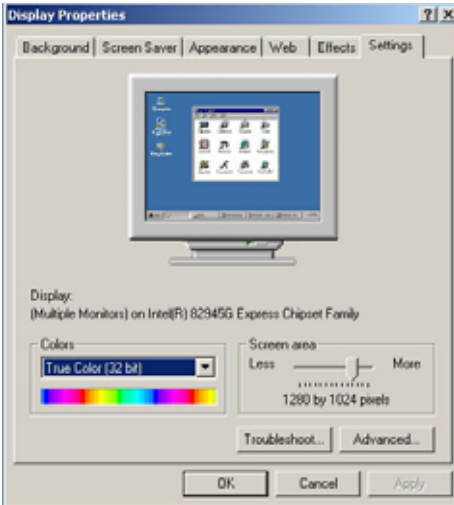 Display Properties
Background Screen Saver Appearance Web Effects Settings
Display:
(Multiple Monitors) on Intel(R) 82945G Express Chipset Family
Colors
True Color (32 bit)
Screen area
Less More
1280 by 1024 pixels
Troubleshoot... Advanced...
OK Cancel Apply